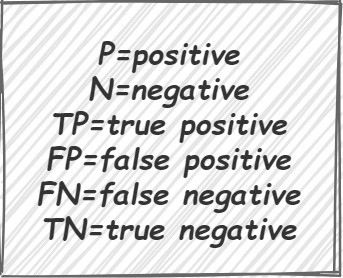 P=positive
N=negative
TP=true positive
FP=false positive
FN=false negative
TN=true negative